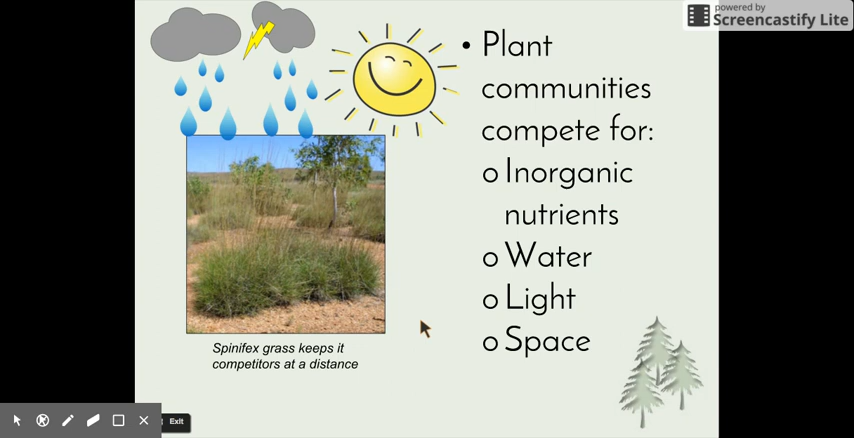 powered by
Screencastify Lite
• Plant
communities
compete for:
o Inorganic
nutrients
o Water
o Light
o Space
Spinifex grass keeps it
competitors at a distance
Exit